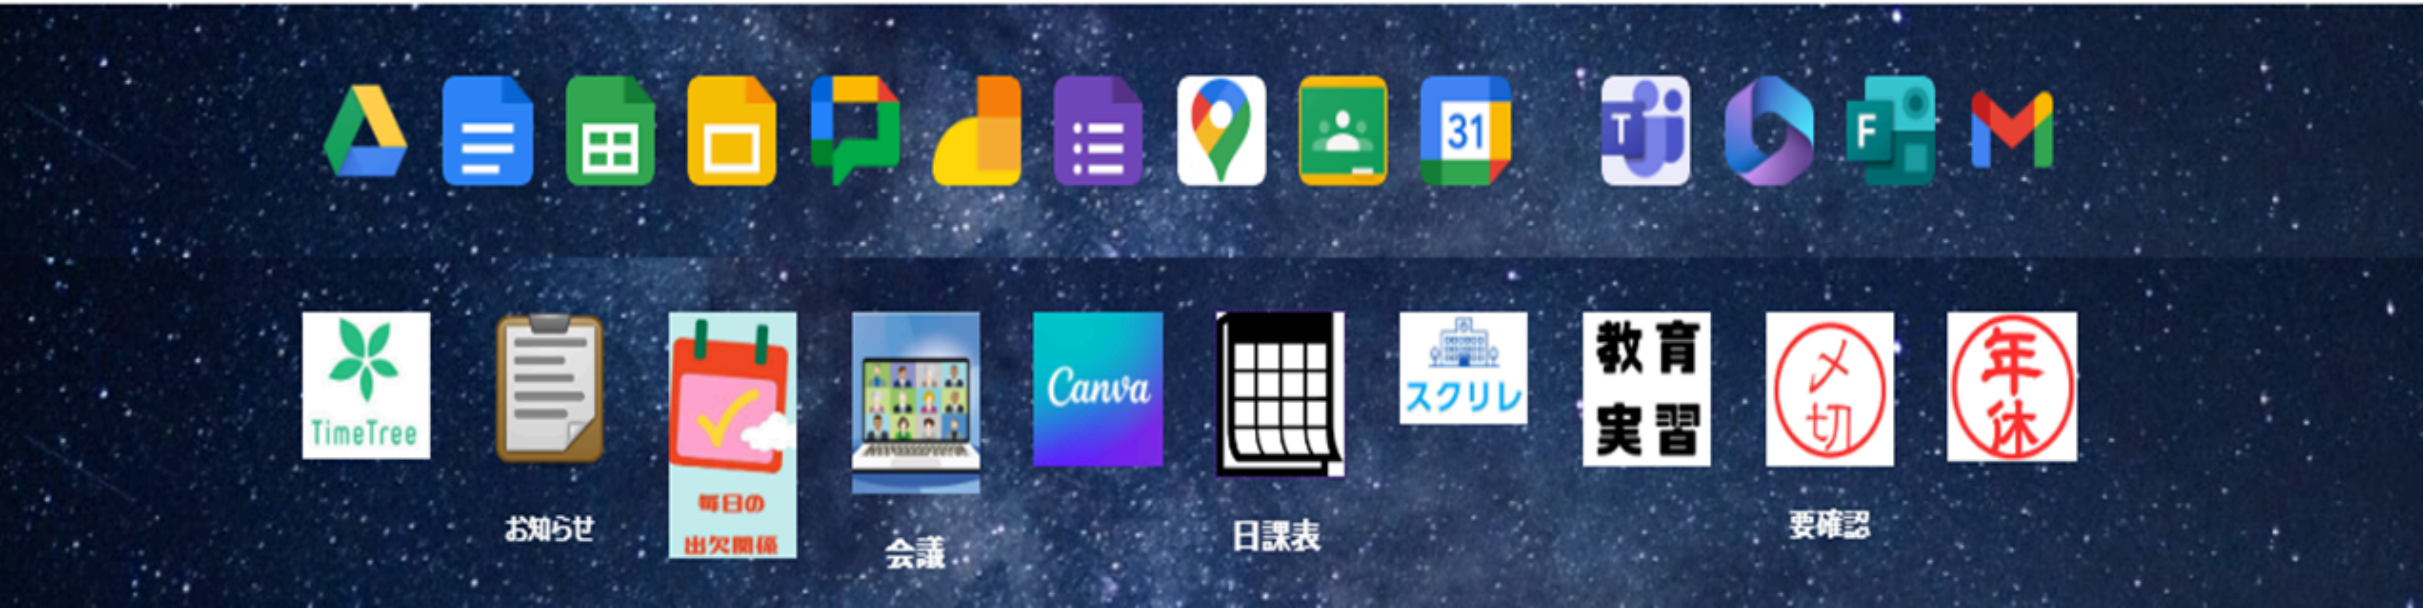 31
T
F
TimeTree
お知らせ
毎日の
出欠関係
会議
Canva
日課表
スクリレ
教育
実習
〆
切
要確認
年
休